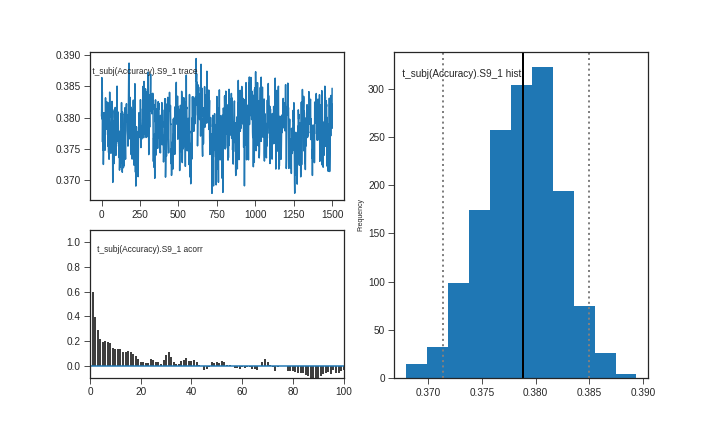 0.390
0.385
0.380
0.375
0.370
t_subj(Accuracy).S9_1 trace
0 250 500 750 1000 1250 1500
1.0
0.8
0.6
0.4
0.2
0.0
t_subj(Accuracy).S9_1 acorr
0 20 40 60 80 100
300
250
200
150
100
50
0
Frequency
t_subj(Accuracy).S9_1 hist
0.370 0.375 0.380 0.385 0.390